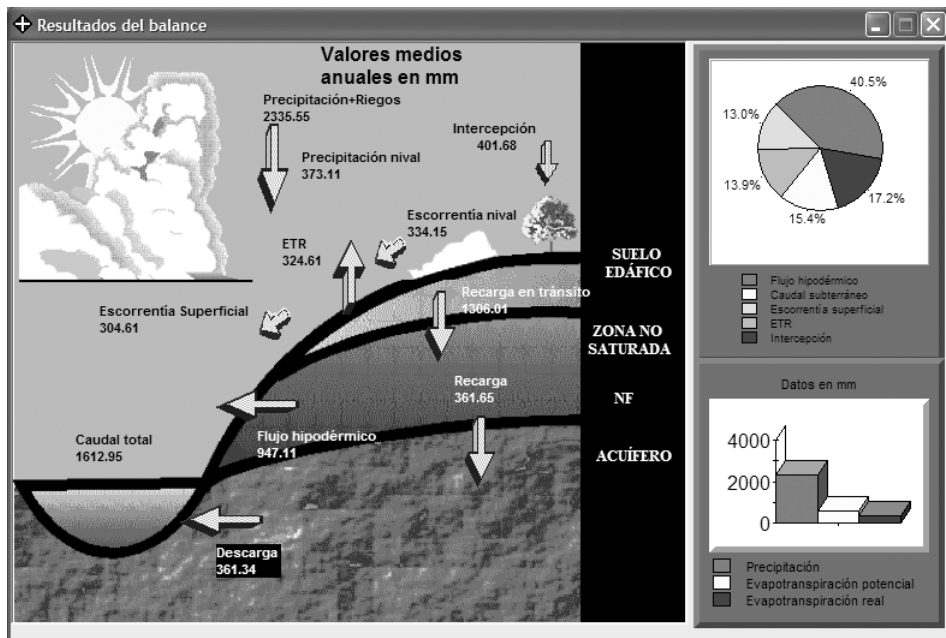 Resultados del balance
Valores medios
anuales en mm
Precipitación+Riegos
2335.55
Precipitación nival
373.11
Intercepción
401.68
Escorrentía nival
334.15
ETR
324.61
Escorrentía Superficial
304.61
Recarga en tránsito
1306.01
Recarga
361.65
Flujo hipodérmico
947.11
Caudal total
1612.95
Descarga
361.34
SUELO
EDÁFICO
ZONA NO
SATURADA
NF
ACUÍFERO
40.5%
13.0%
13.9%
15.4%
17.2%
Flujo hipodérmico
Caudal subterráneo
Escorrentía superficial
ETR
Intercepción
Datos en mm
4000
2000
0
Precipitación
Evapotranspiración potencial
Evapotranspiración real